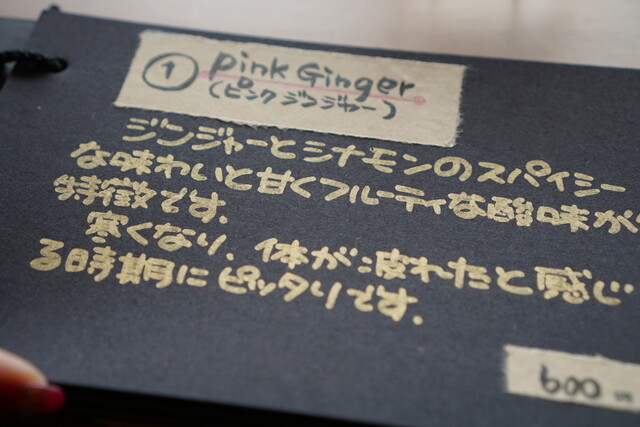 ① Pink Ginger
(ピンクジンジャー)
ジンジャーとシナモンのスパイシー
な味わいと甘くフルーティな酸味が
特徴です.
寒くなり、体が疲れたと感じ
る時期にピッタリです.
600